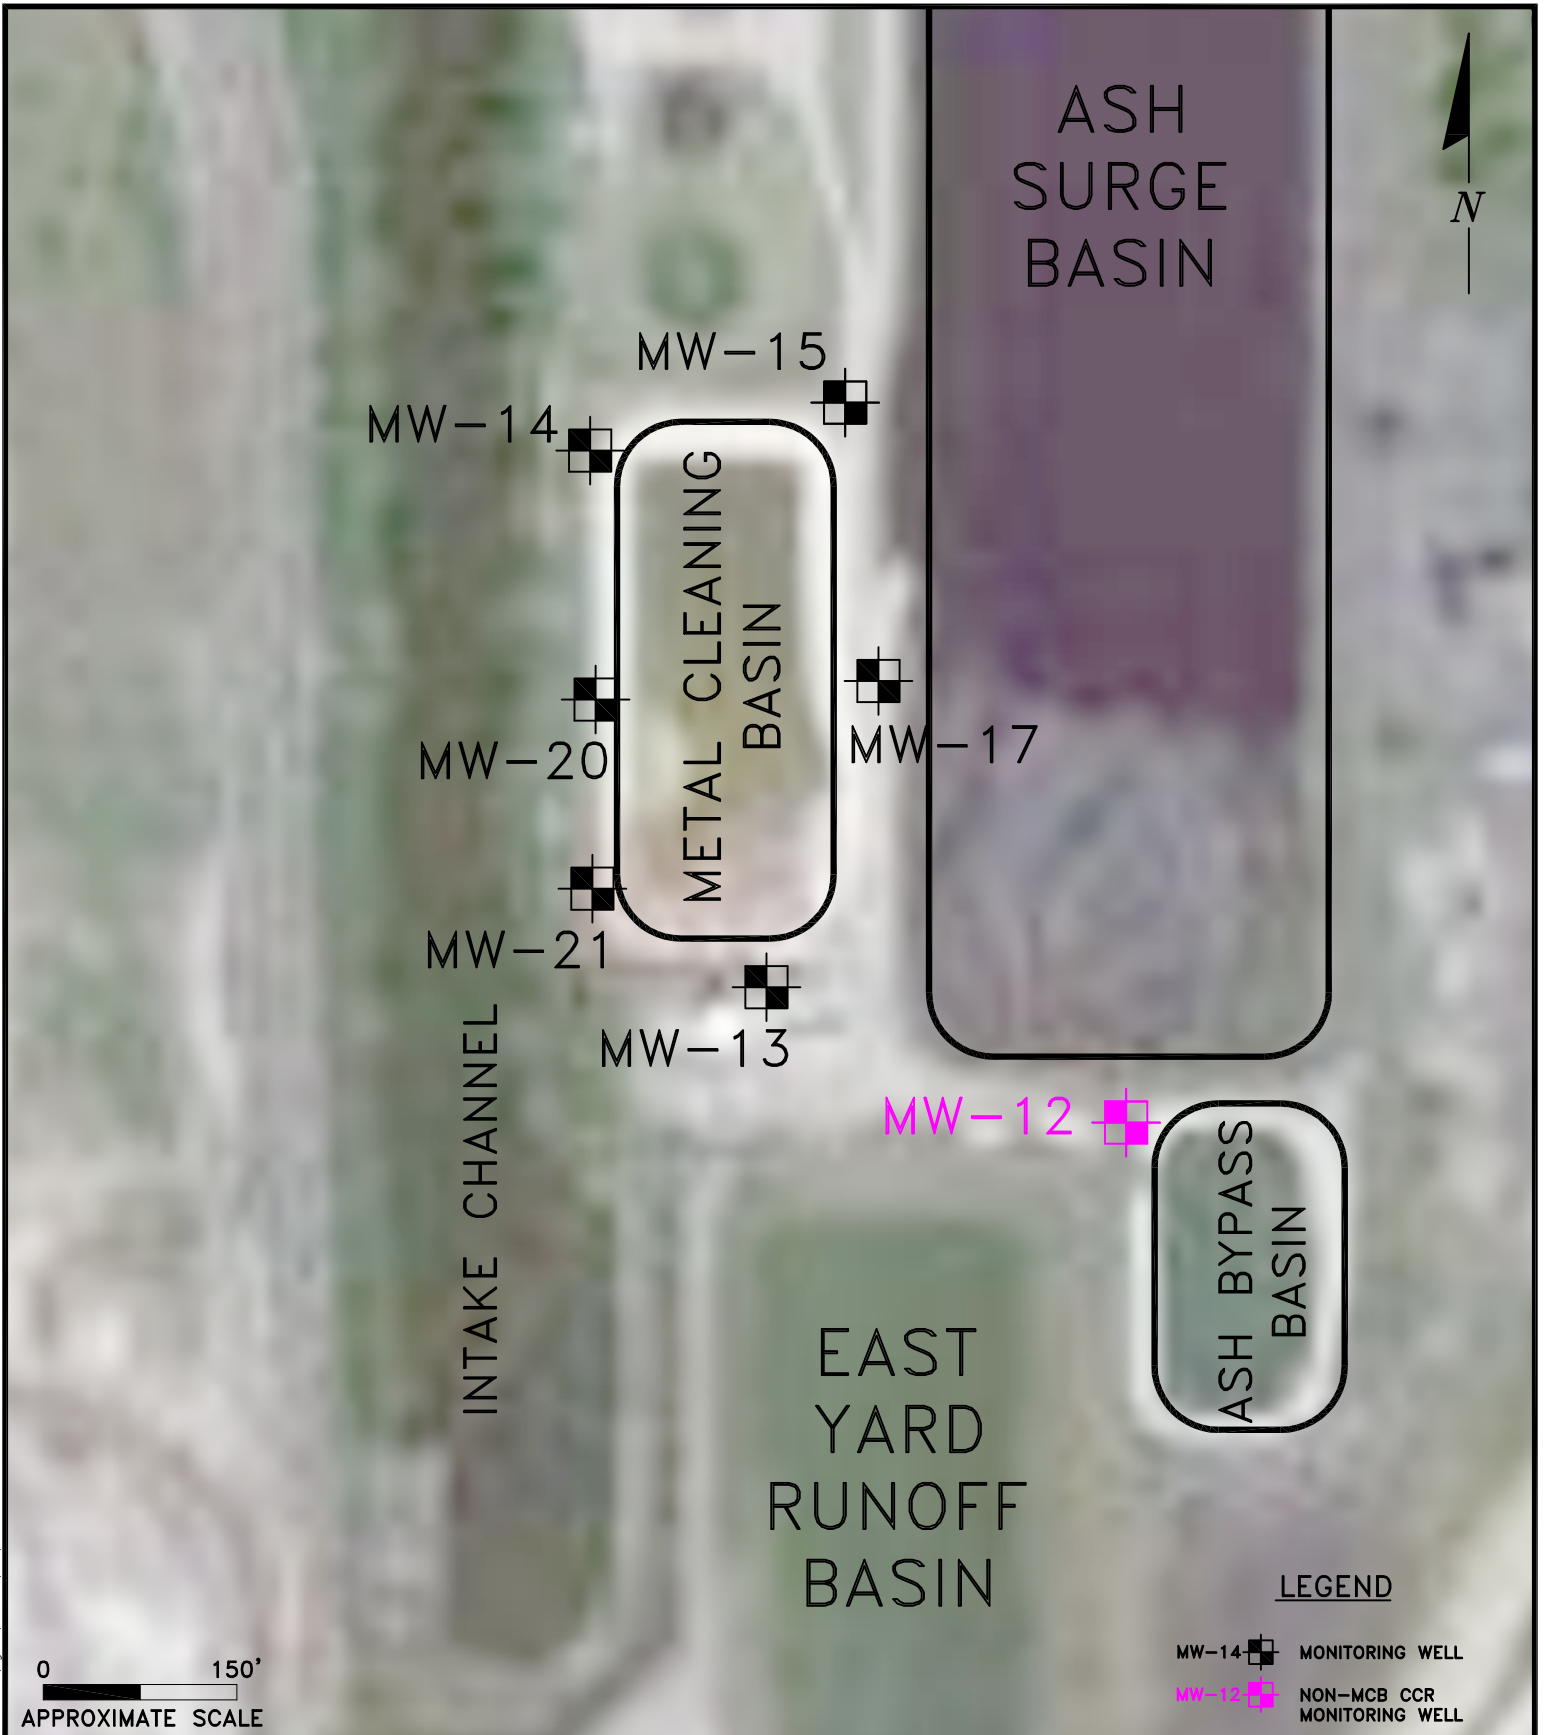 ASH
SURGE
BASIN
N
MW-15
MW-14
METAL CLEANING
BASIN
MW-20
MW-17
MW-21
MW-13
INTAKE CHANNEL
MW-12
ASH BYPASS
BASIN
EAST
YARD
RUNOFF
BASIN
LEGEND
MW-14 MONITORING WELL
MW-12 NON-MCB CCR
MONITORING WELL
0 150'
APPROXIMATE SCALE